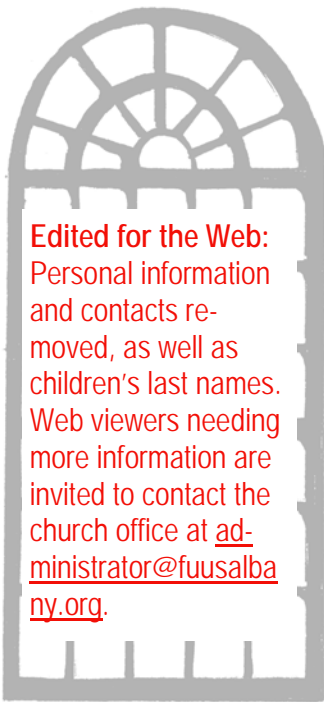 Edited for the Web:
Personal information
and contacts re-
moved, as well as
children's last names.
Web viewers needing
more information are
invited to contact the
church office at ad-
ministrator@fuusalba
ny.org.